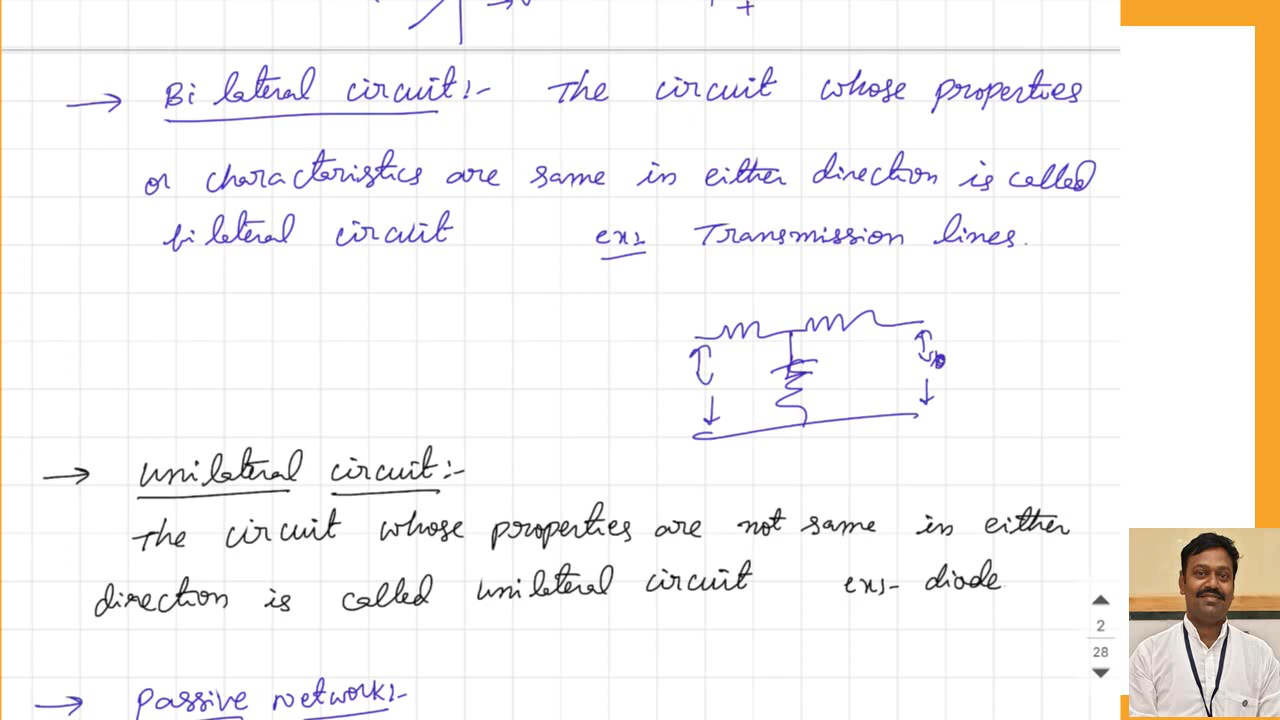 → Bi lateral circuit:- The circuit whose properties
or characteristics are same in either direction is called
bi lateral circuit ex:- Transmission lines.
→ unilateral circuit:-
The circuit whose properties are not same in either
direction is called unilateral circuit ex:- diode
2
28
→ Passive network:-